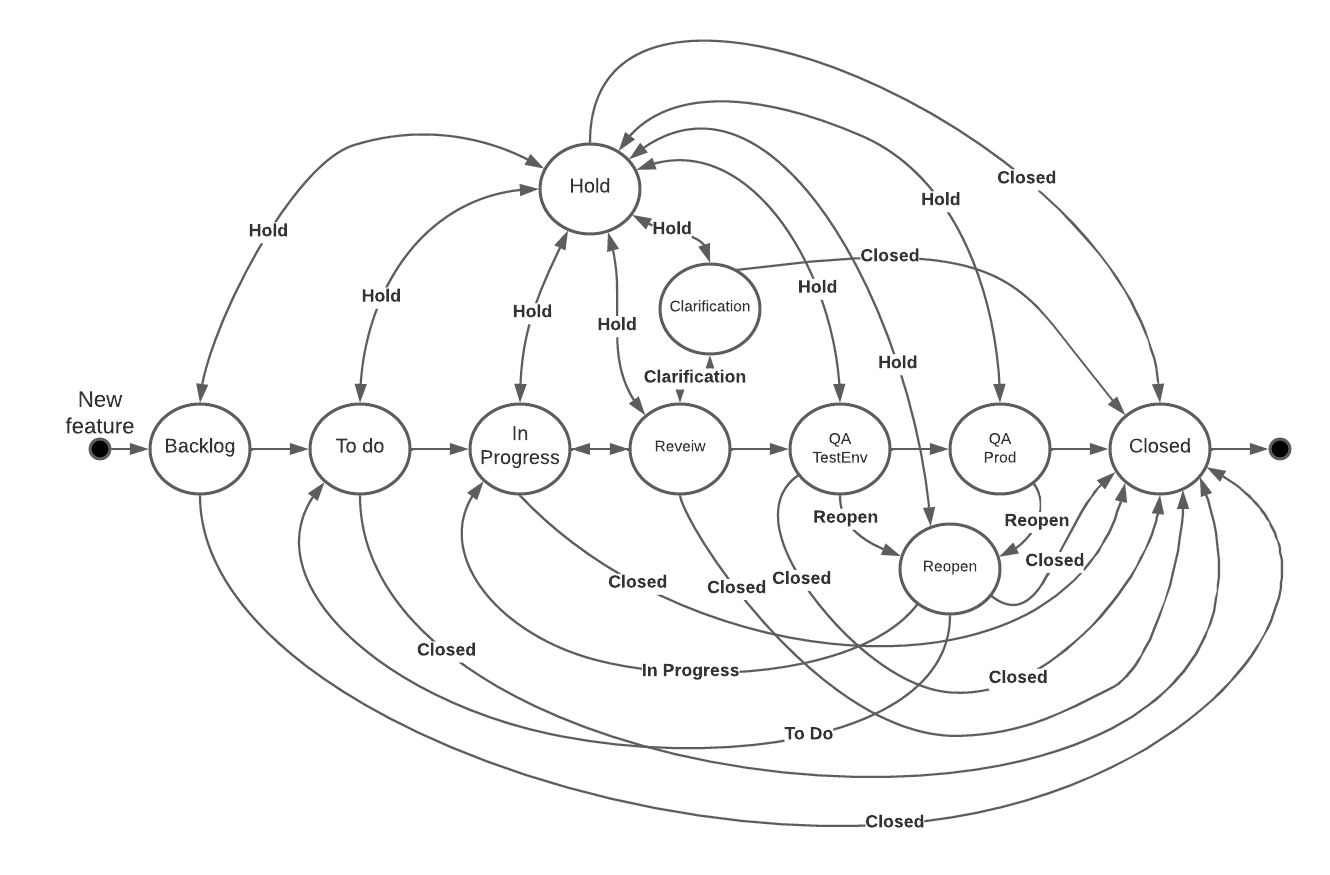 Hold
Closed
Hold
Hold
Hold
Closed
Hold
Hold
Clarification
Hold
Hold
Hold
Clarification
New
feature
Backlog
To do
In
Progress
Reveiw
QA
TestEnv
QA
Prod
Closed
Reopen
Reopen
Reopen
Closed
Closed
Closed
Closed
Closed
In Progress
Closed
To Do
Closed